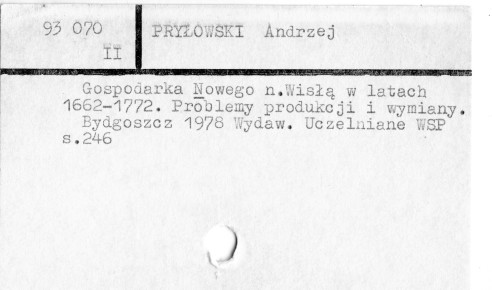 93 070 PRYŁOWSKI Andrzej
II
Gospodarka Nowego n.Wisłą w latach
1662-1772. Problemy produkcji i wymiany.
Bydgoszcz 1978 Wydaw. Uczelniane WSP
s.246